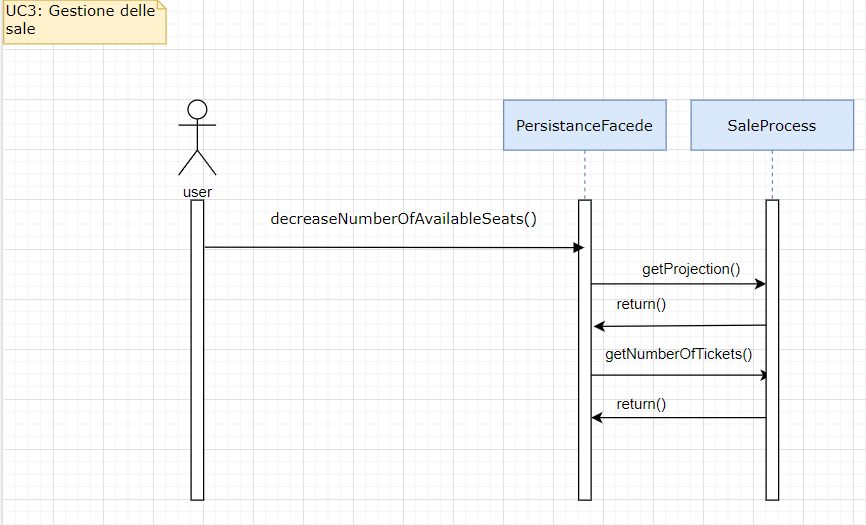 UC3: Gestione delle
sale
PersistanceFacede
SaleProcess
user
decreaseNumberOfAvailableSeats()
getProjection()
return()
getNumberOfTickets()
return()